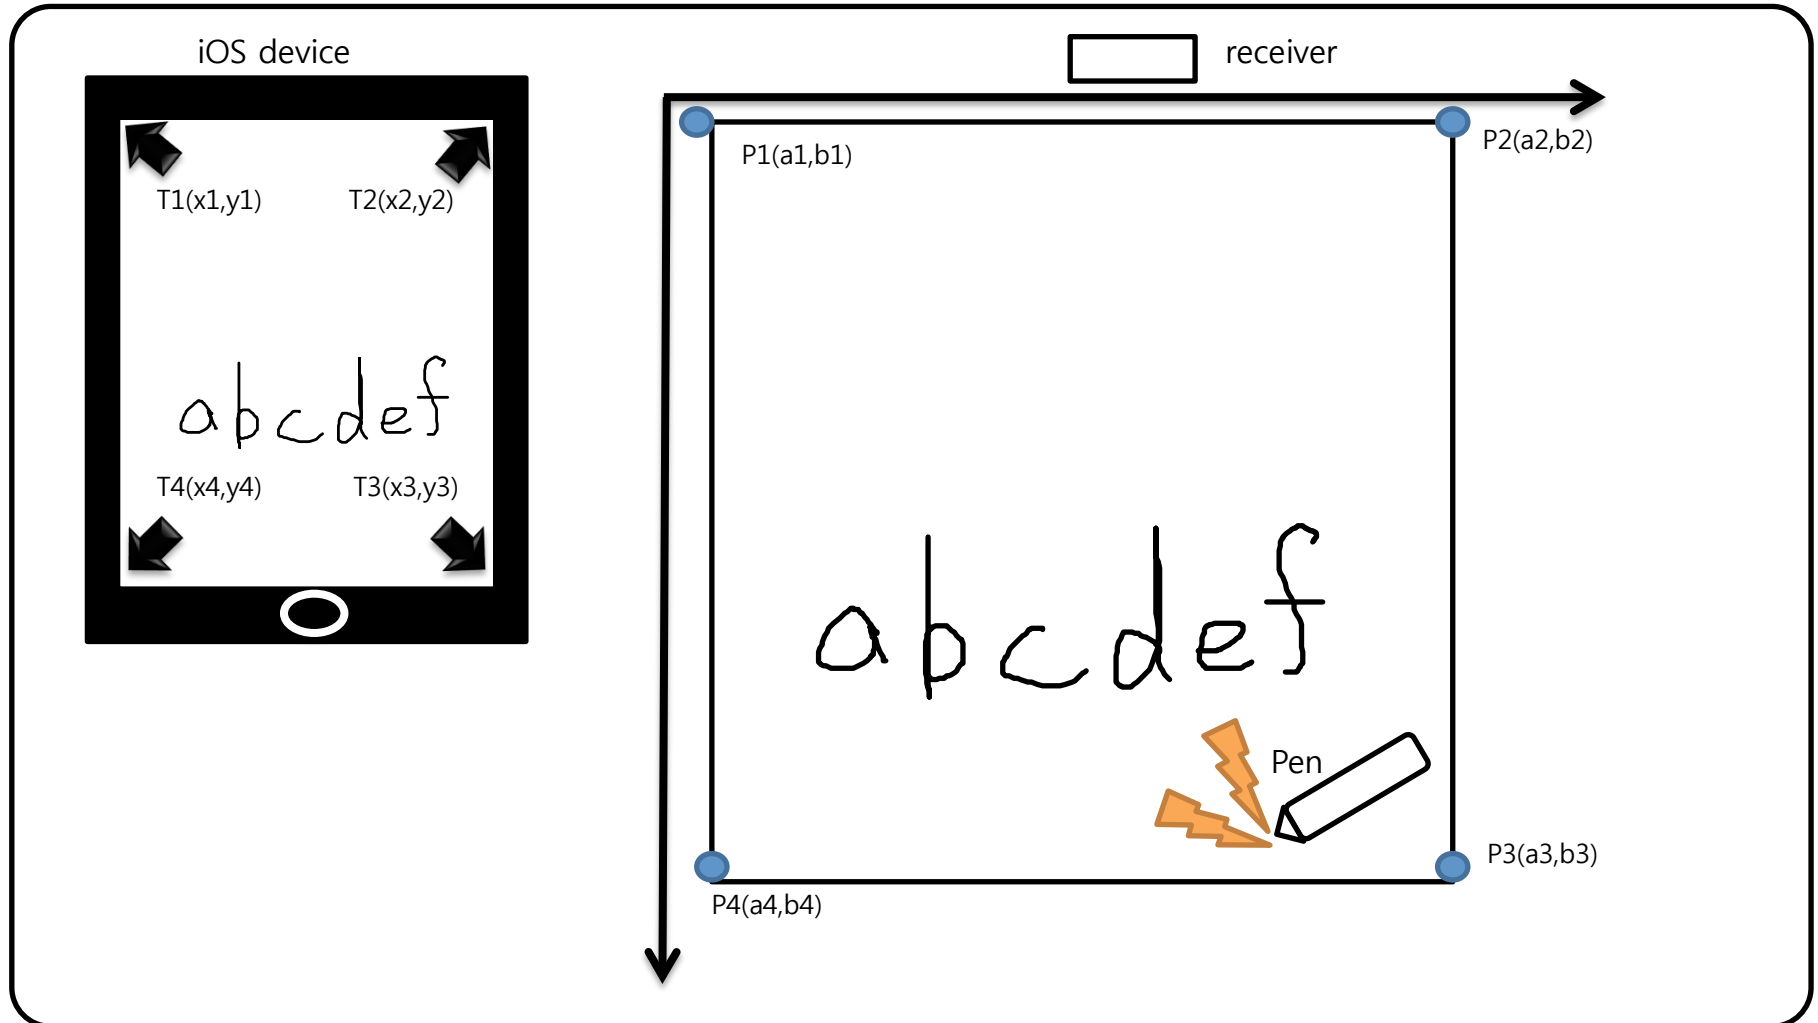 iOS device
receiver
P1(a1,b1)
P2(a2,b2)
T1(x1,y1) T2(x2,y2)
abcdef
T4(x4,y4) T3(x3,y3)
abcdef
Pen
P3(a3,b3)
P4(a4,b4)